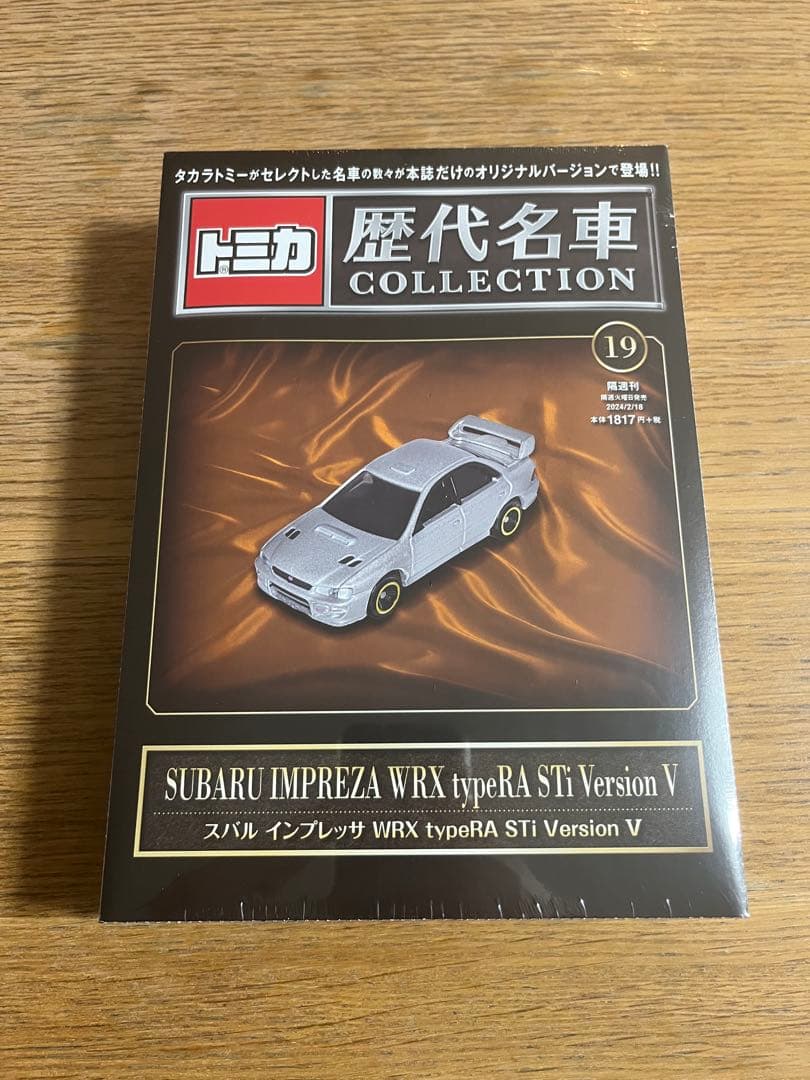 タカラトミーがセレクトした名車の数々が本誌だけのオリジナルバージョンで登場!!
トミカ®
歴代名車
COLLECTION
19
隔週刊
隔週火曜日発売
2024/2/18
本体1817円+税
SUBARU IMPREZA WRX typeRA STi Version V
スバル インプレッサ WRX typeRA STi Version V